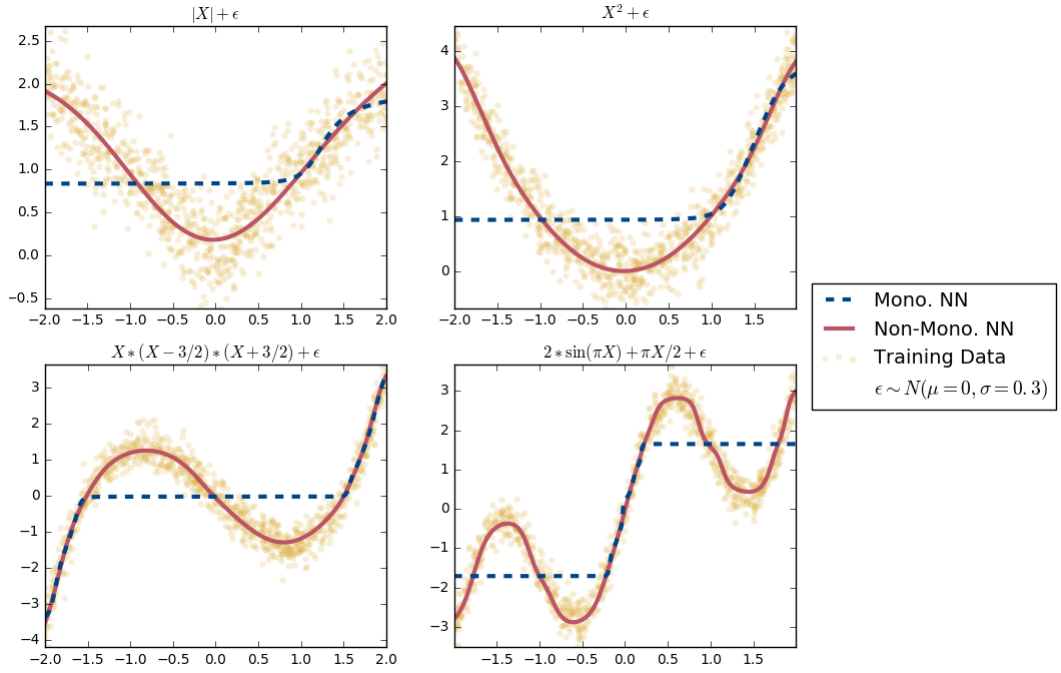 |X| + ϵ
2.5
2.0
1.5
1.0
0.5
0.0
−0.5
−2.0 −1.5 −1.0 −0.5 0.0 0.5 1.0 1.5 2.0
X² + ϵ
4
3
2
1
0
−1.5 −1.0 −0.5 0.0 0.5 1.0 1.5
X ∗ (X − 3/2) ∗ (X + 3/2) + ϵ
3
2
1
0
−1
−2
−3
−4
−2.0 −1.5 −1.0 −0.5 0.0 0.5 1.0 1.5 2.0
2 ∗ sin(πX) + πX/2 + ϵ
3
2
1
0
−1
−2
−3
−1.5 −1.0 −0.5 0.0 0.5 1.0 1.5
Mono. NN
Non-Mono. NN
Training Data
ϵ ∼ N(μ = 0, σ = 0.3)